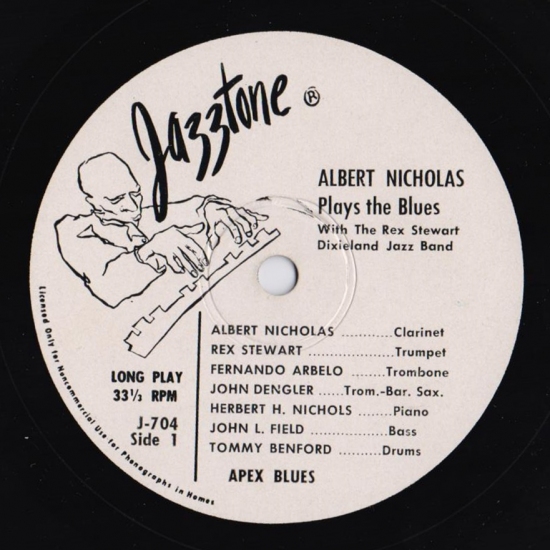 Jazztone ®
ALBERT NICHOLAS
Plays the Blues
With The Rex Stewart
Dixieland Jazz Band
ALBERT NICHOLAS ...........Clarinet
REX STEWART ..................Trumpet
FERNANDO ARBELO ........Trombone
JOHN DENGLER ......Trom.-Bar. Sax.
HERBERT H. NICHOLS .......Piano
JOHN L. FIELD ..................Bass
TOMMY BENFORD ...........Drums
APEX BLUES
LONG PLAY
33⅓ RPM
J-704
Side 1
Licensed Only for Noncommercial Use for Phonographs in Homes